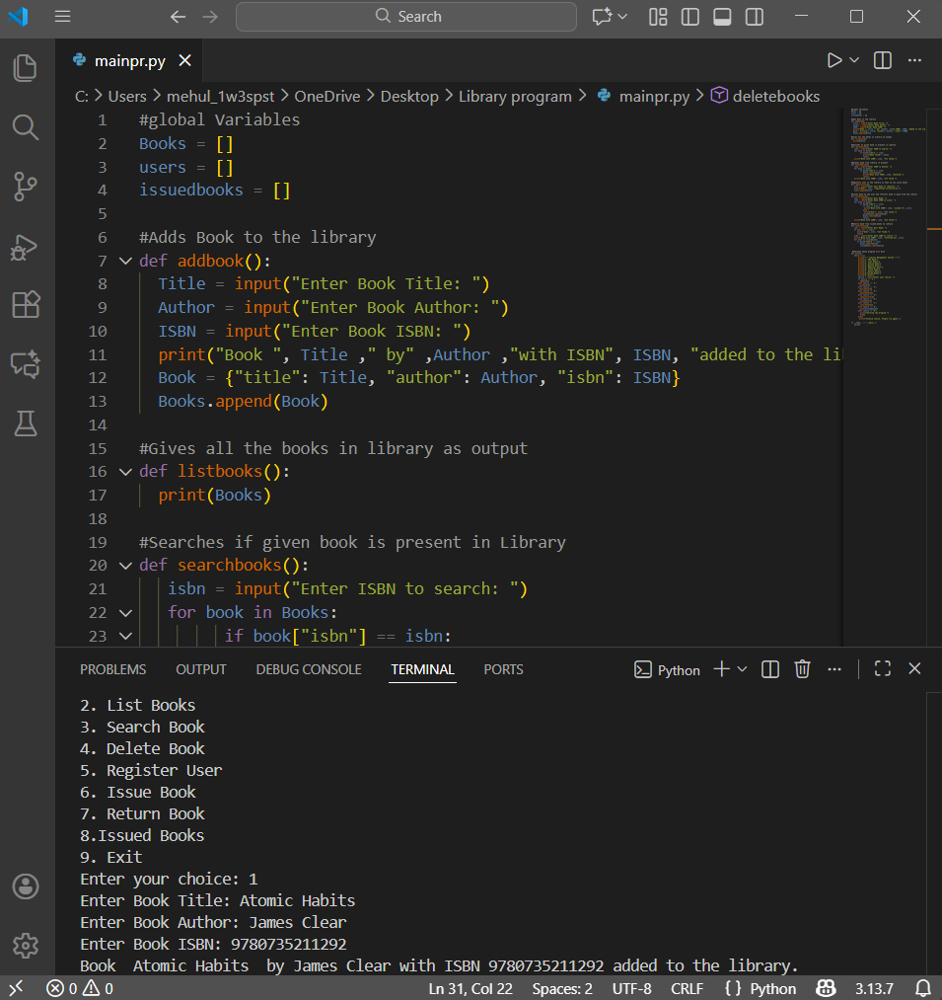 Search
mainpr.py
C: > Users > mehul_1w3spst > OneDrive > Desktop > Library program > mainpr.py > deletebooks
1 #global Variables
2 Books = []
3 users = []
4 issuedbooks = []
5
6 #Adds Book to the library
7 def addbook():
8 Title = input("Enter Book Title: ")
9 Author = input("Enter Book Author: ")
10 ISBN = input("Enter Book ISBN: ")
11 print("Book ", Title ," by" ,Author ,"with ISBN", ISBN, "added to the li
12 Book = {"title": Title, "author": Author, "isbn": ISBN}
13 Books.append(Book)
14
15 #Gives all the books in library as output
16 def listbooks():
17 print(Books)
18
19 #Searches if given book is present in Library
20 def searchbooks():
21 isbn = input("Enter ISBN to search: ")
22 for book in Books:
23 if book["isbn"] == isbn:
PROBLEMS OUTPUT DEBUG CONSOLE TERMINAL PORTS Python
2. List Books
3. Search Book
4. Delete Book
5. Register User
6. Issue Book
7. Return Book
8.Issued Books
9. Exit
Enter your choice: 1
Enter Book Title: Atomic Habits
Enter Book Author: James Clear
Enter Book ISBN: 9780735211292
Book  Atomic Habits  by James Clear with ISBN 9780735211292 added to the library.
0 0 Ln 31, Col 22 Spaces: 2 UTF-8 CRLF {} Python 3.13.7